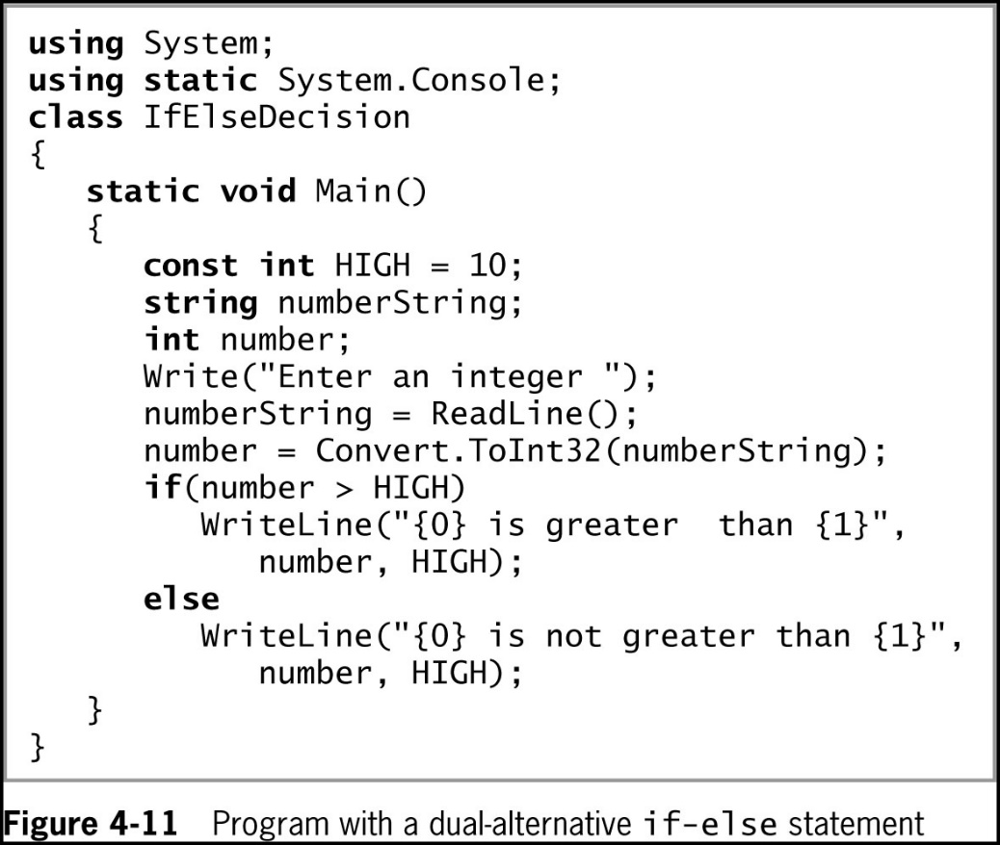 using System;
using static System.Console;
class IfElseDecision
{
   static void Main()
   {
      const int HIGH = 10;
      string numberString;
      int number;
      Write("Enter an integer ");
      numberString = ReadLine();
      number = Convert.ToInt32(numberString);
      if(number > HIGH)
         WriteLine("{0} is greater  than {1}",
            number, HIGH);
      else
         WriteLine("{0} is not greater than {1}",
            number, HIGH);
   }
}
Figure 4-11 Program with a dual-alternative if-else statement